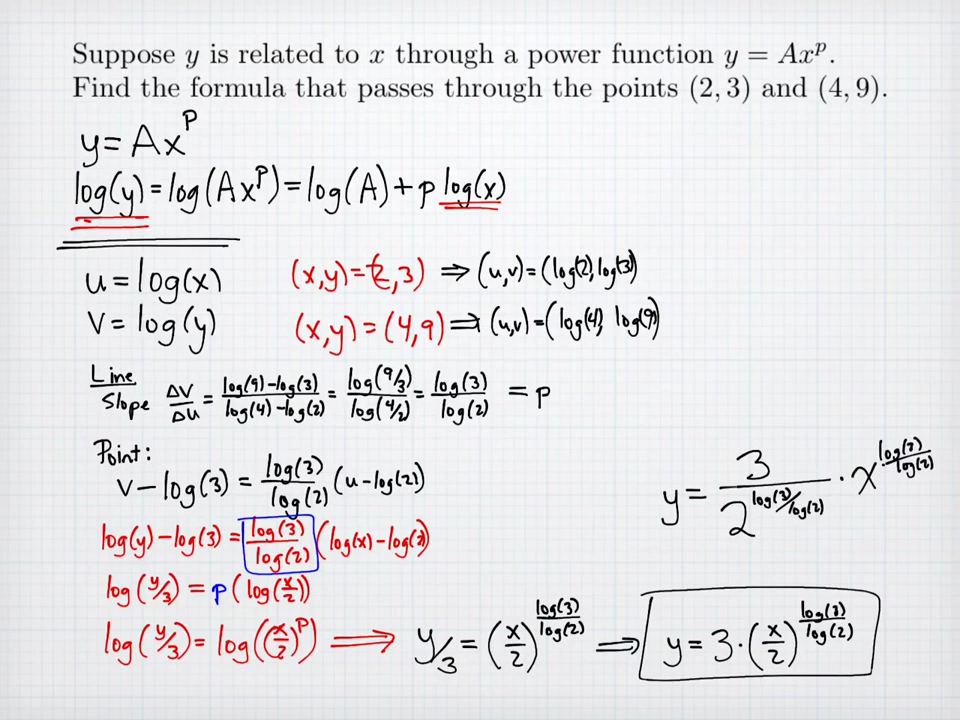 Suppose y is related to x through a power function y = Ax^p.
Find the formula that passes through the points (2, 3) and (4, 9).
y = Ax^p
log(y) = log(Ax^p) = log(A) + p log(x)
u = log(x)
v = log(y)
(x,y) = (2,3) ⟹ (u,v) = (log(2), log(3))
(x,y) = (4,9) ⟹ (u,v) = (log(4), log(9))
Line
Slope Δv/Δu = (log(9)-log(3))/(log(4)-log(2)) = log(9/3)/log(4/2) = log(3)/log(2) = p
Point:
v - log(3) = log(3)/log(2) (u - log(2))
log(y) - log(3) = log(3)/log(2) (log(x) - log(2))
log(y/3) = p(log(x/2))
log(y/3) = log((x/2)^p) ⟹ y/3 = (x/2)^(log(3)/log(2)) ⟹ y = 3·(x/2)^(log(3)/log(2))
y = 3/2^(log(3)/log(2)) · x^(log(3)/log(2))